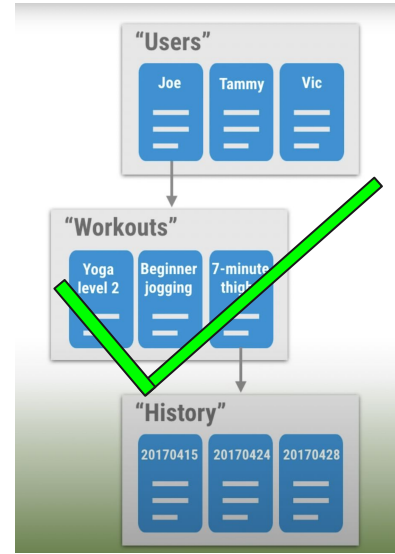 “Users”
Joe Tammy Vic
“Workouts”
Yoga level 2
Beginner jogging
7-minute
“History”
20170415 20170424 20170428